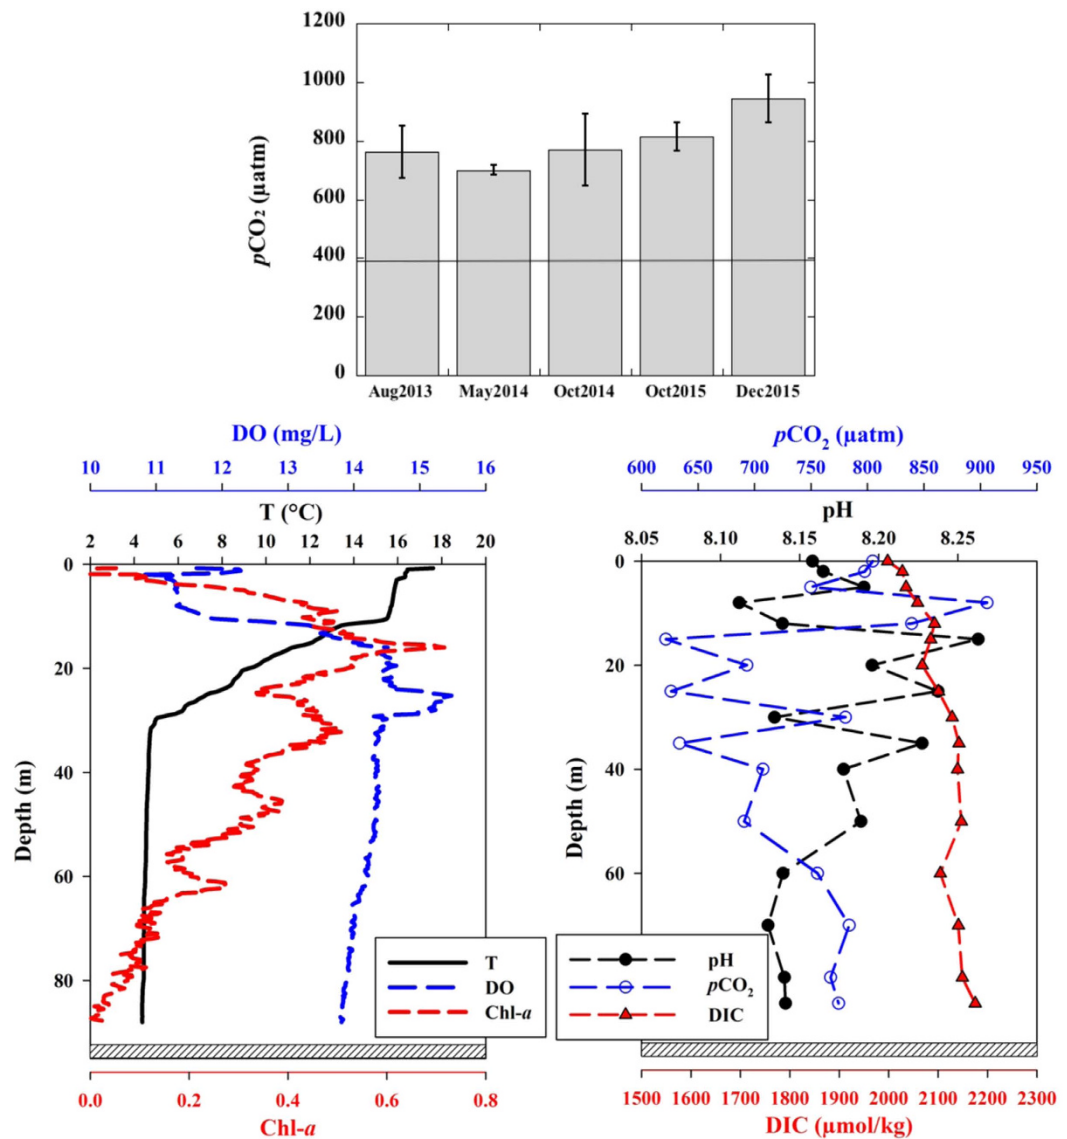 1200
1000
800
600
400
200
0
pCO₂ (µatm)
Aug2013 May2014 Oct2014 Oct2015 Dec2015
DO (mg/L)
10 11 12 13 14 15 16
T (°C)
2 4 6 8 10 12 14 16 18 20
0
20
40
60
80
Depth (m)
T
DO
Chl-a
0.0 0.2 0.4 0.6 0.8
Chl-a
pCO₂ (µatm)
600 650 700 750 800 850 900 950
pH
8.05 8.10 8.15 8.20 8.25
0
20
40
60
Depth (m)
pH
pCO₂
DIC
1500 1600 1700 1800 1900 2000 2100 2200 2300
DIC (µmol/kg)